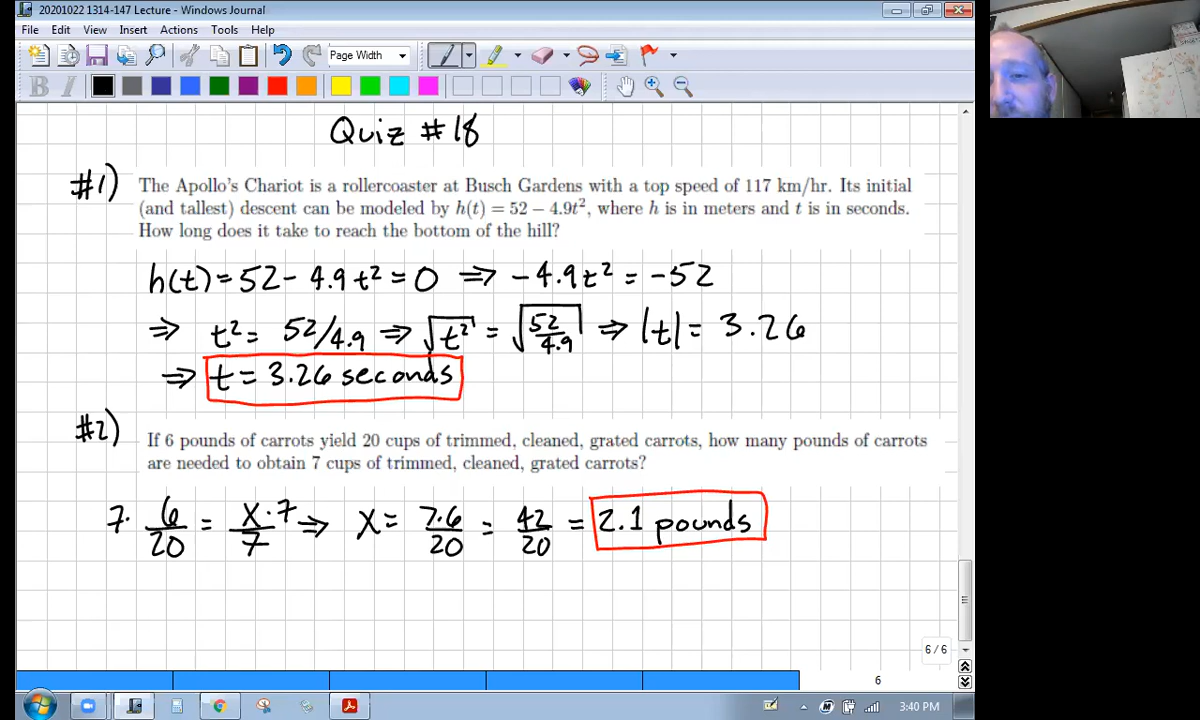 20201022 1314-147 Lecture - Windows Journal
File Edit View Insert Actions Tools Help
Page Width
B I
Quiz #18
#1) The Apollo's Chariot is a rollercoaster at Busch Gardens with a top speed of 117 km/hr. Its initial
(and tallest) descent can be modeled by h(t) = 52 − 4.9t², where h is in meters and t is in seconds.
How long does it take to reach the bottom of the hill?
h(t) = 52 - 4.9t² = 0 ⇒ -4.9t² = -52
⇒ t² = 52/4.9 ⇒ √t² = √(52/4.9) ⇒ |t| = 3.26
⇒ t = 3.26 seconds
#2) If 6 pounds of carrots yield 20 cups of trimmed, cleaned, grated carrots, how many pounds of carrots
are needed to obtain 7 cups of trimmed, cleaned, grated carrots?
7· 6/20 = x·7/7 ⇒ x = 7·6/20 = 42/20 = 2.1 pounds
6 / 6
6
3:40 PM